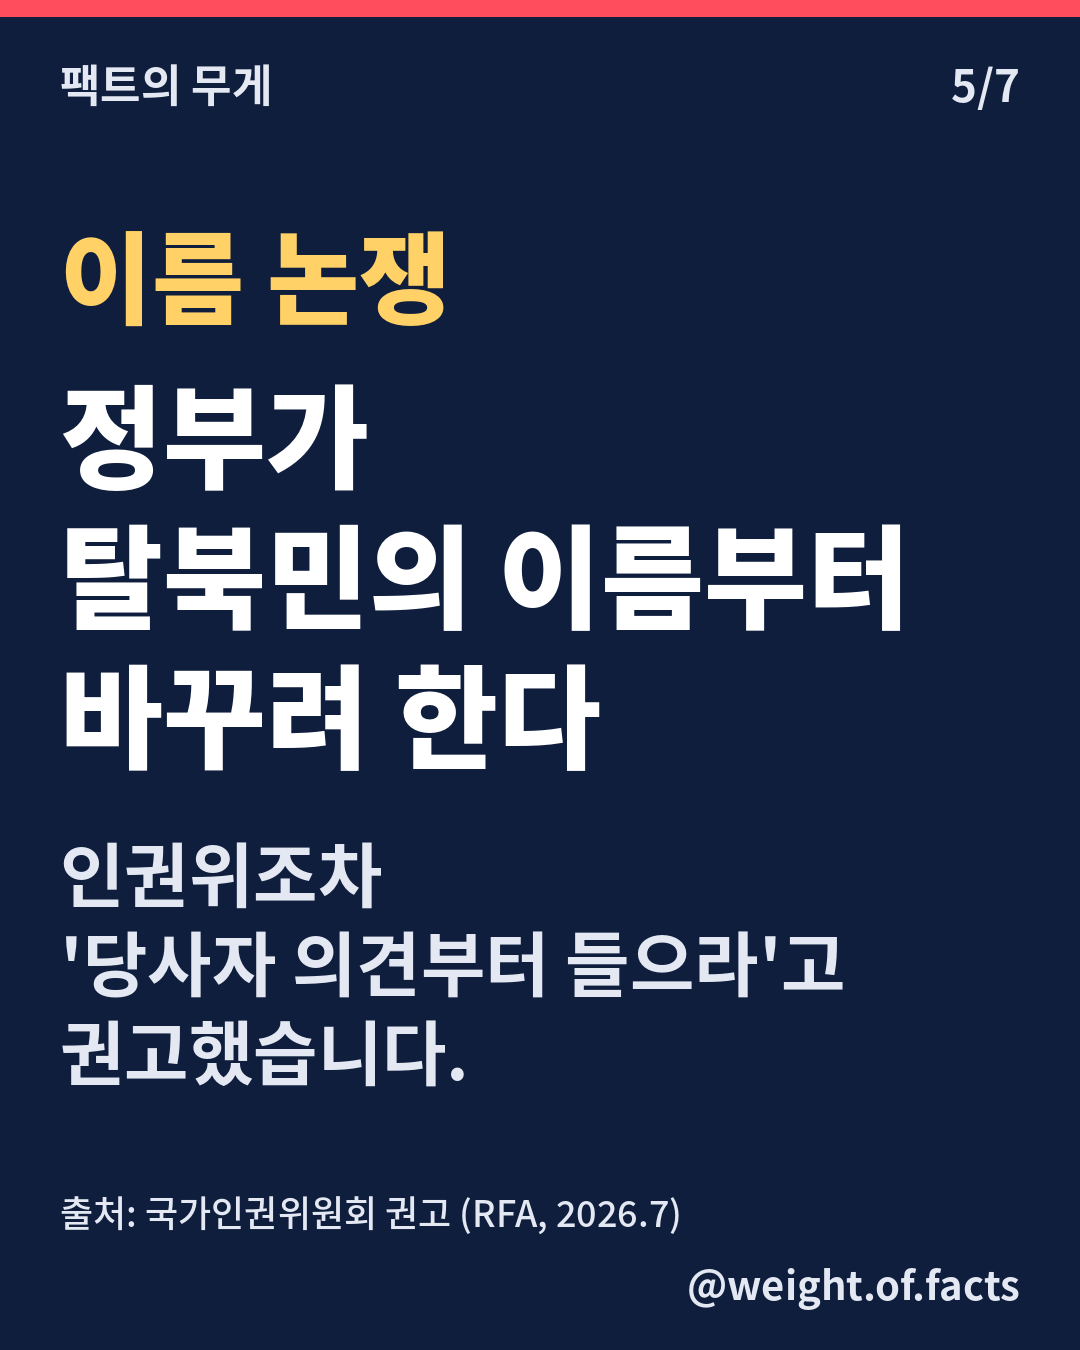 팩트의 무게
5/7
이름 논쟁
정부가
탈북민의 이름부터
바꾸려 한다
인권위조차
'당사자 의견부터 들으라'고
권고했습니다.
출처: 국가인권위원회 권고 (RFA, 2026.7)
@weight.of.facts